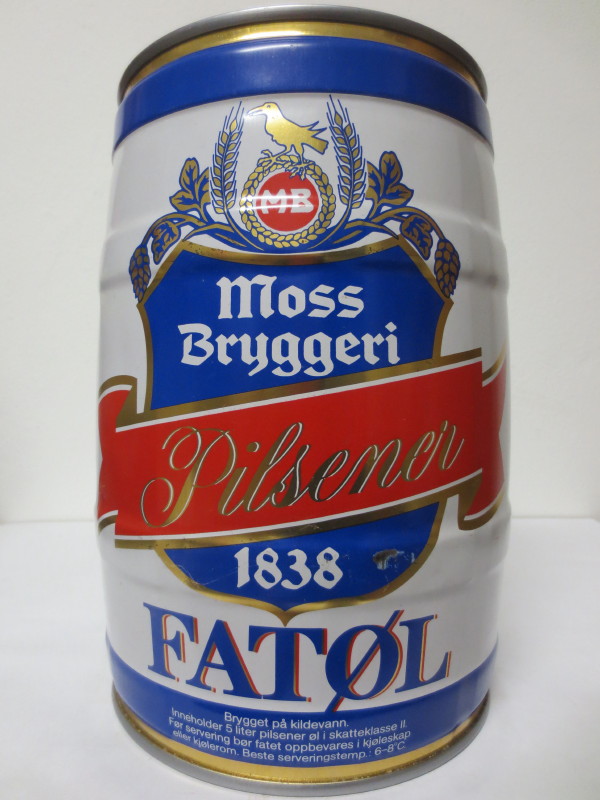 MB
Moss
Bryggeri
Pilsener
1838
FATØL
Brygget på kildevann.
Inneholder 5 liter pilsener øl i skatteklasse II.
Før servering bør fatet oppbevares i kjøleskap
eller kjølerom. Beste serveringstemp.: 6-8°C.